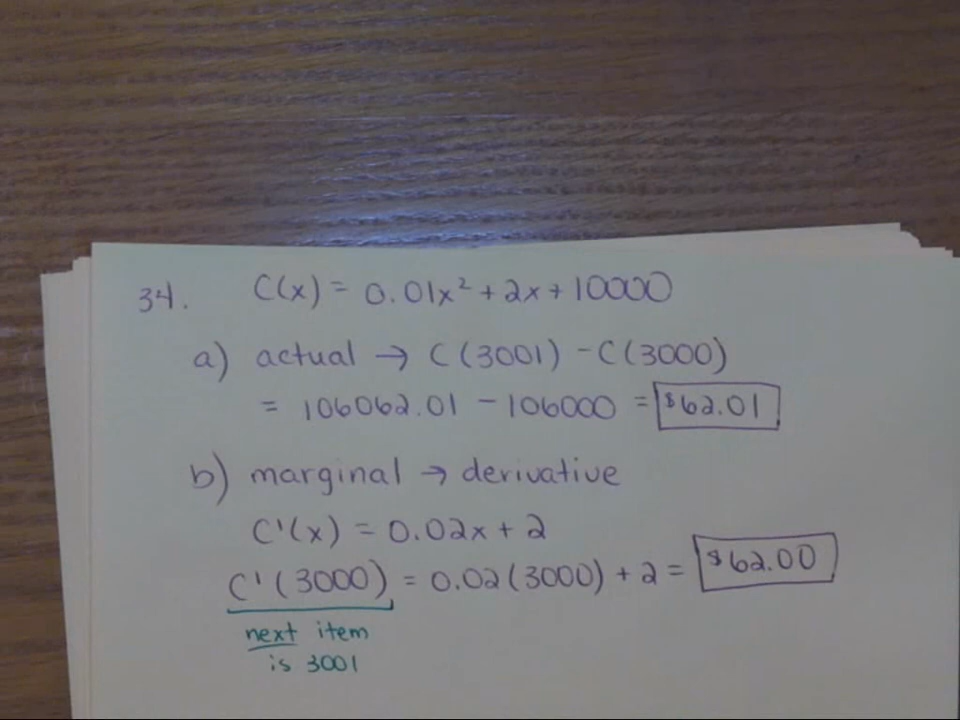 34. C(x) = 0.01x² + 2x + 10000
a) actual → C(3001) - C(3000)
= 106062.01 - 106000 = $62.01
b) marginal → derivative
C'(x) = 0.02x + 2
C'(3000) = 0.02(3000) + 2 = $62.00
next item
is 3001